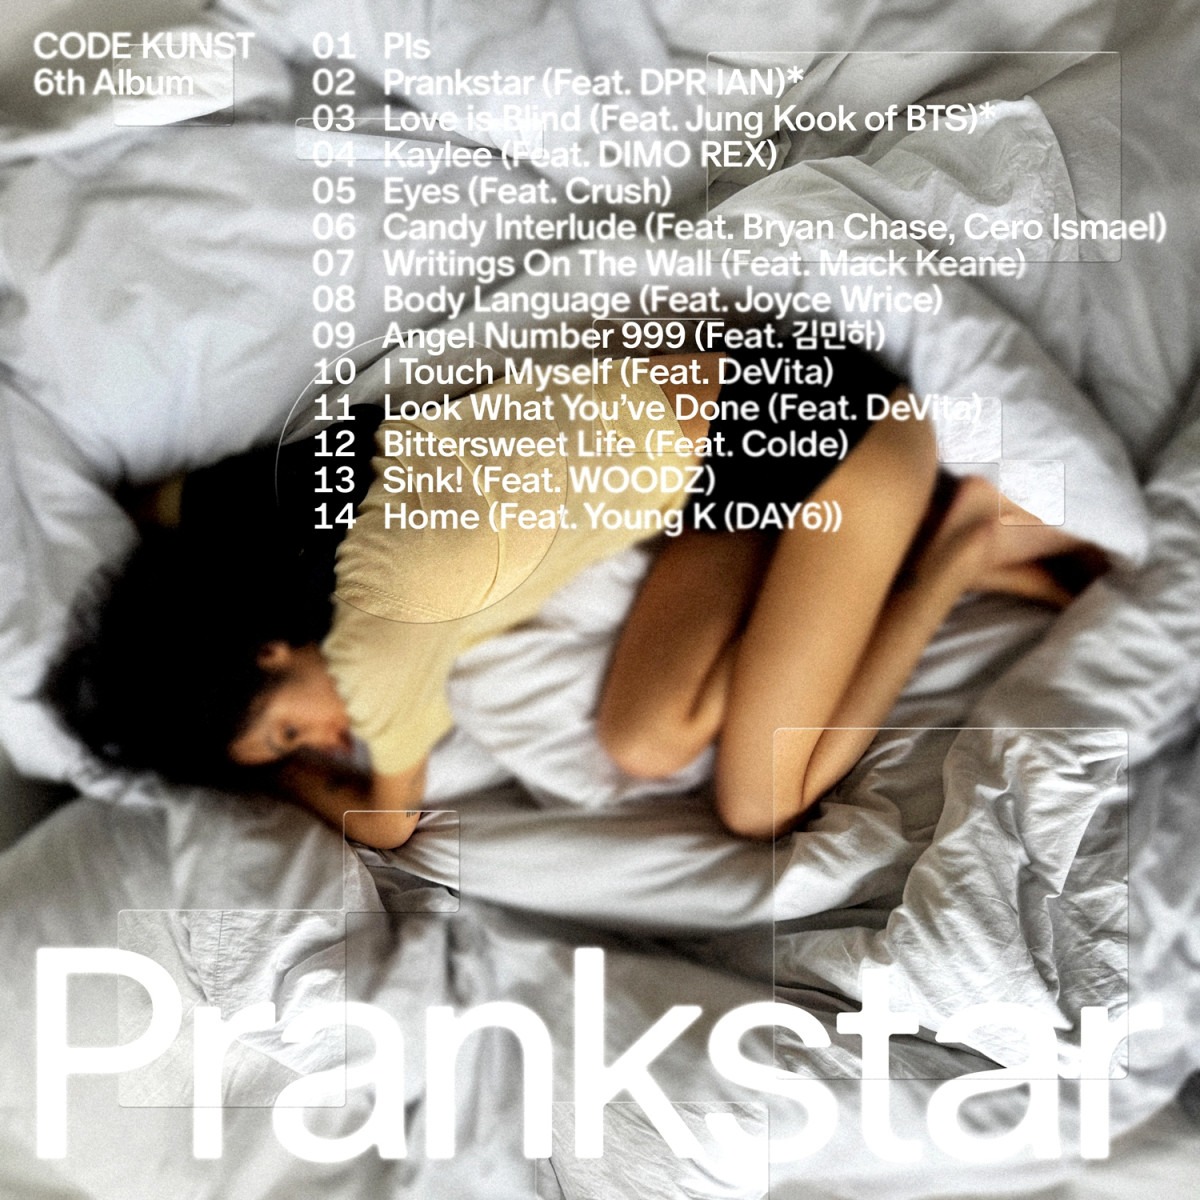 CODE KUNST
6th Album
01 Pls
02 Prankstar (Feat. DPR IAN)*
03 Love is Blind (Feat. Jung Kook of BTS)*
04 Kaylee (Feat. DIMO REX)
05 Eyes (Feat. Crush)
06 Candy Interlude (Feat. Bryan Chase, Cero Ismael)
07 Writings On The Wall (Feat. Mack Keane)
08 Body Language (Feat. Joyce Wrice)
09 Angel Number 999 (Feat. 김민하)
10 I Touch Myself (Feat. DeVita)
11 Look What You’ve Done (Feat. DeVita)
12 Bittersweet Life (Feat. Colde)
13 Sink! (Feat. WOODZ)
14 Home (Feat. Young K (DAY6))
Prankstar